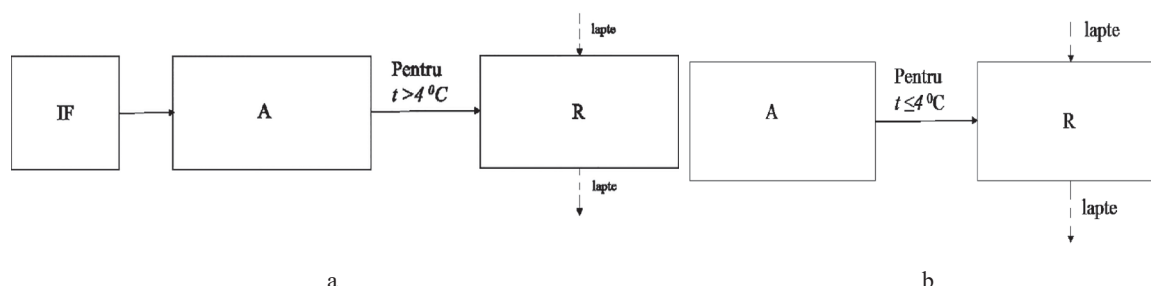 lapte
IF
A
Pentru
t >4 ⁰C
R
lapte
a
lapte
A
Pentru
t ≤4 ⁰C
R
lapte
b